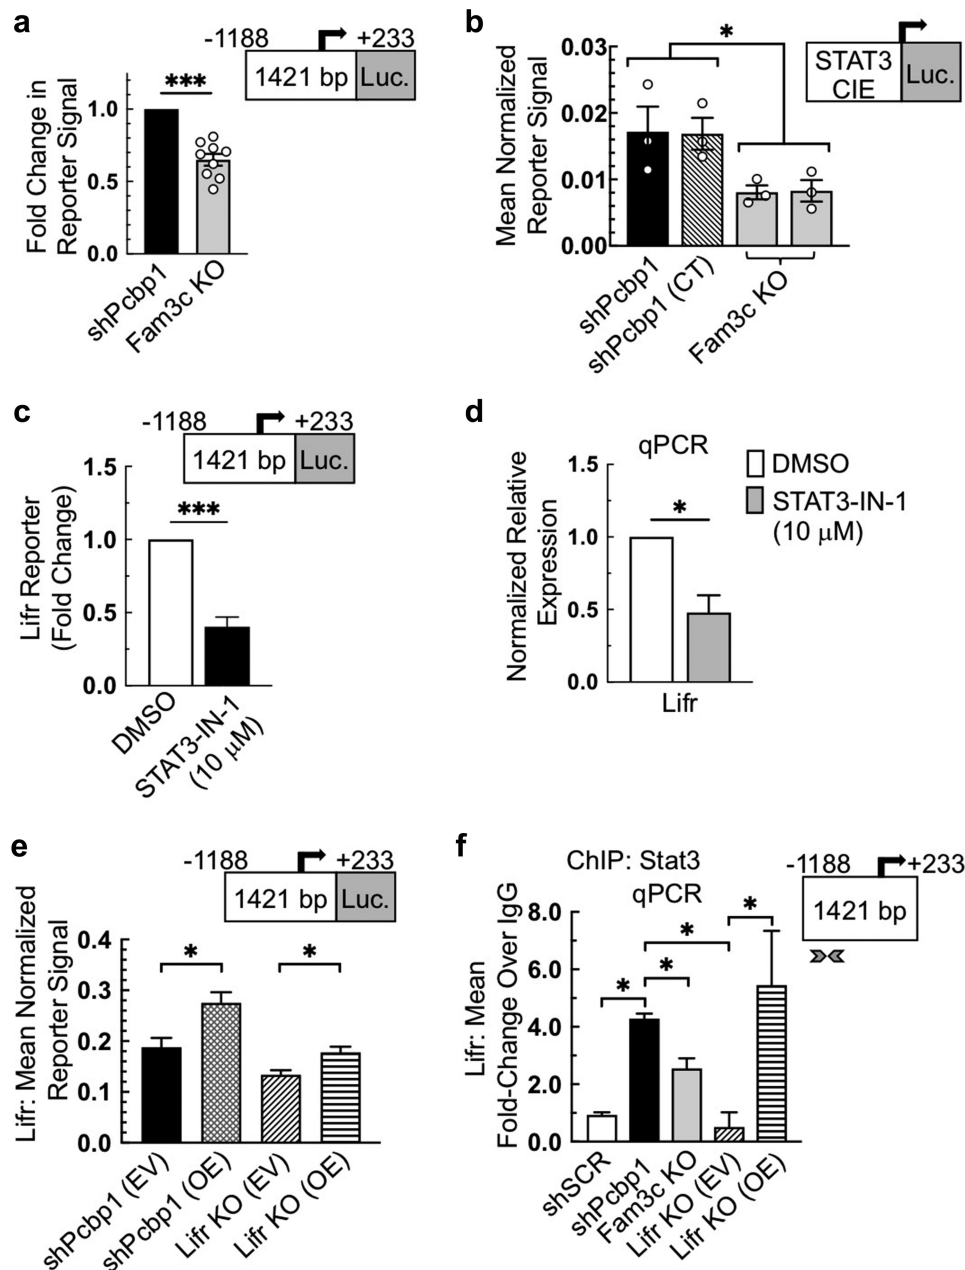 a
-1188
+233
1421 bp
Luc.
***
Fold Change in
Reporter Signal
1.0
0.5
0.0
shPcbp1
Fam3c KO
b
STAT3
CIE
Luc.
*
Mean Normalized
Reporter Signal
0.03
0.02
0.01
0.00
shPcbp1
shPcbp1 (CT)
Fam3c KO
c
-1188
+233
1421 bp
Luc.
***
Lifr Reporter
(Fold Change)
1.5
1.0
0.5
0.0
DMSO
STAT3-IN-1
(10 μM)
d
qPCR
DMSO
STAT3-IN-1
(10 μM)
*
Normalized Relative
Expression
1.5
1.0
0.5
0.0
Lifr
e
-1188
+233
1421 bp
Luc.
*
*
Lifr: Mean Normalized
Reporter Signal
0.4
0.3
0.2
0.1
0.0
shPcbp1 (EV)
shPcbp1 (OE)
Lifr KO (EV)
Lifr KO (OE)
f
ChIP: Stat3
qPCR
-1188
+233
1421 bp
*
*
*
*
Lifr: Mean
Fold-Change Over IgG
8.0
6.0
4.0
2.0
0.0
shSCR
shPcbp1
Fam3c KO
Lifr KO (EV)
Lifr KO (OE)